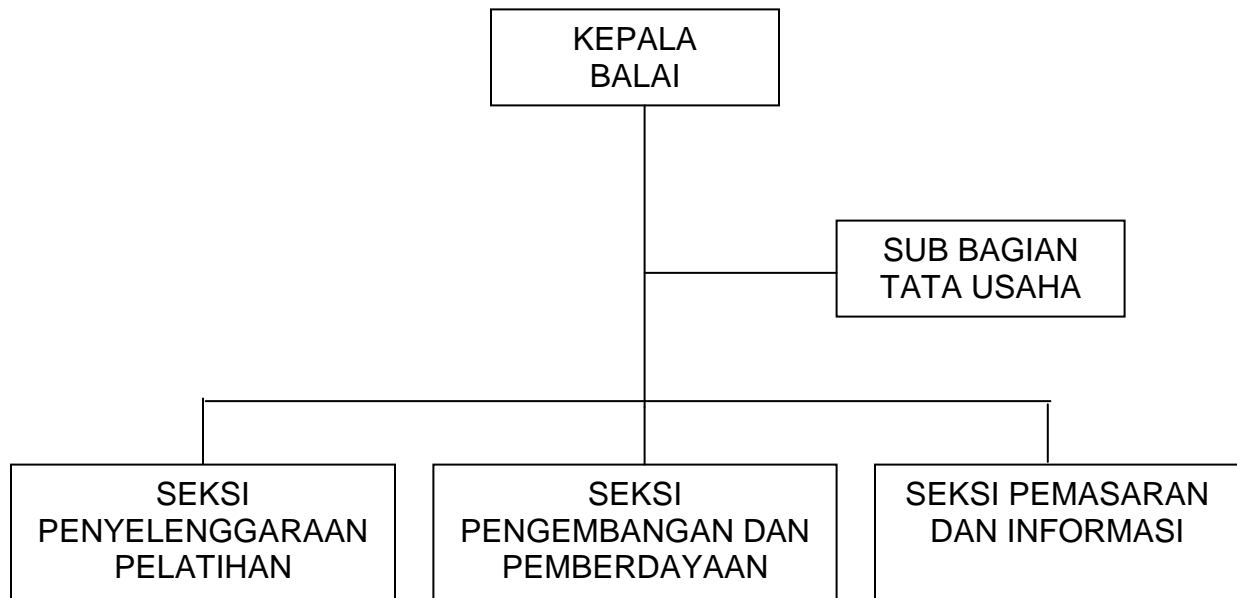 KEPALA
BALAI
SUB BAGIAN
TATA USAHA
SEKSI
PENYELENGGARAAN
PELATIHAN
SEKSI
PENGEMBANGAN DAN
PEMBERDAYAAN
SEKSI PEMASARAN
DAN INFORMASI